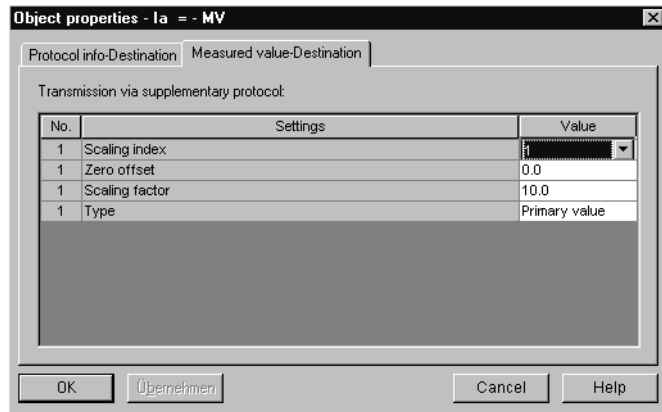 Object properties - Ia = - MV
Protocol info-Destination Measured value-Destination
Transmission via supplementary protocol:
No. Settings Value
1 Scaling index 1
1 Zero offset 0.0
1 Scaling factor 10.0
1 Type Primary value
OK Übernehmen Cancel Help